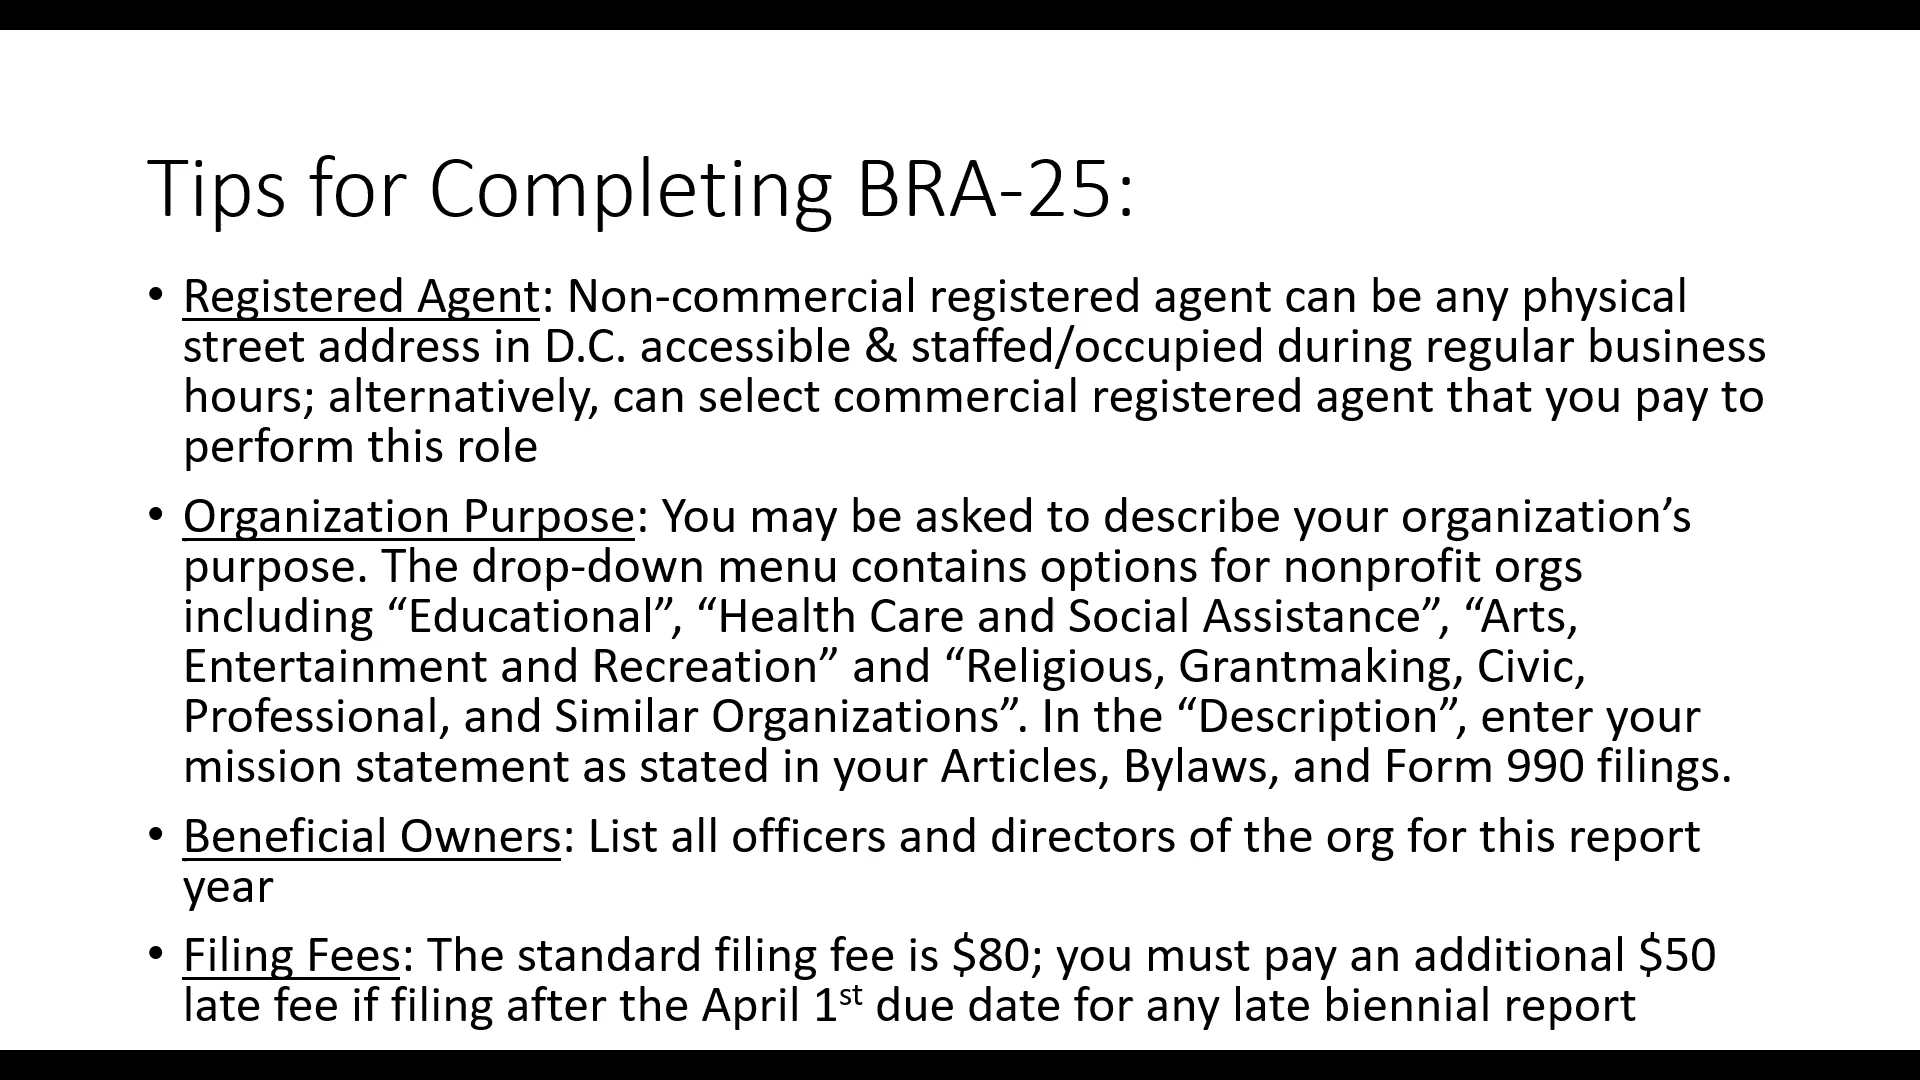 Tips for Completing BRA-25:
• Registered Agent: Non-commercial registered agent can be any physical
street address in D.C. accessible & staffed/occupied during regular business
hours; alternatively, can select commercial registered agent that you pay to
perform this role
• Organization Purpose: You may be asked to describe your organization’s
purpose. The drop-down menu contains options for nonprofit orgs
including “Educational”, “Health Care and Social Assistance”, “Arts,
Entertainment and Recreation” and “Religious, Grantmaking, Civic,
Professional, and Similar Organizations”. In the “Description”, enter your
mission statement as stated in your Articles, Bylaws, and Form 990 filings.
• Beneficial Owners: List all officers and directors of the org for this report
year
• Filing Fees: The standard filing fee is $80; you must pay an additional $50
late fee if filing after the April 1st due date for any late biennial report